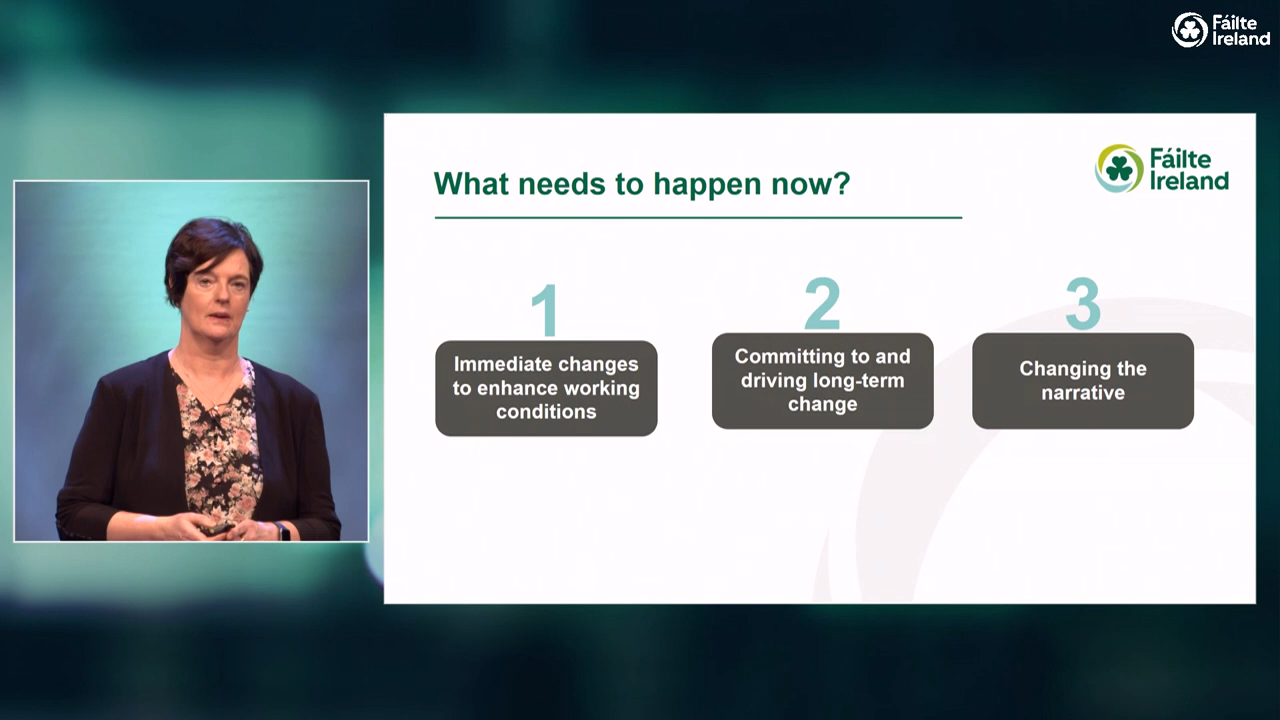 Fáilte
Ireland
What needs to happen now?
Fáilte
Ireland
1
Immediate changes
to enhance working
conditions
2
Committing to and
driving long-term
change
3
Changing the
narrative